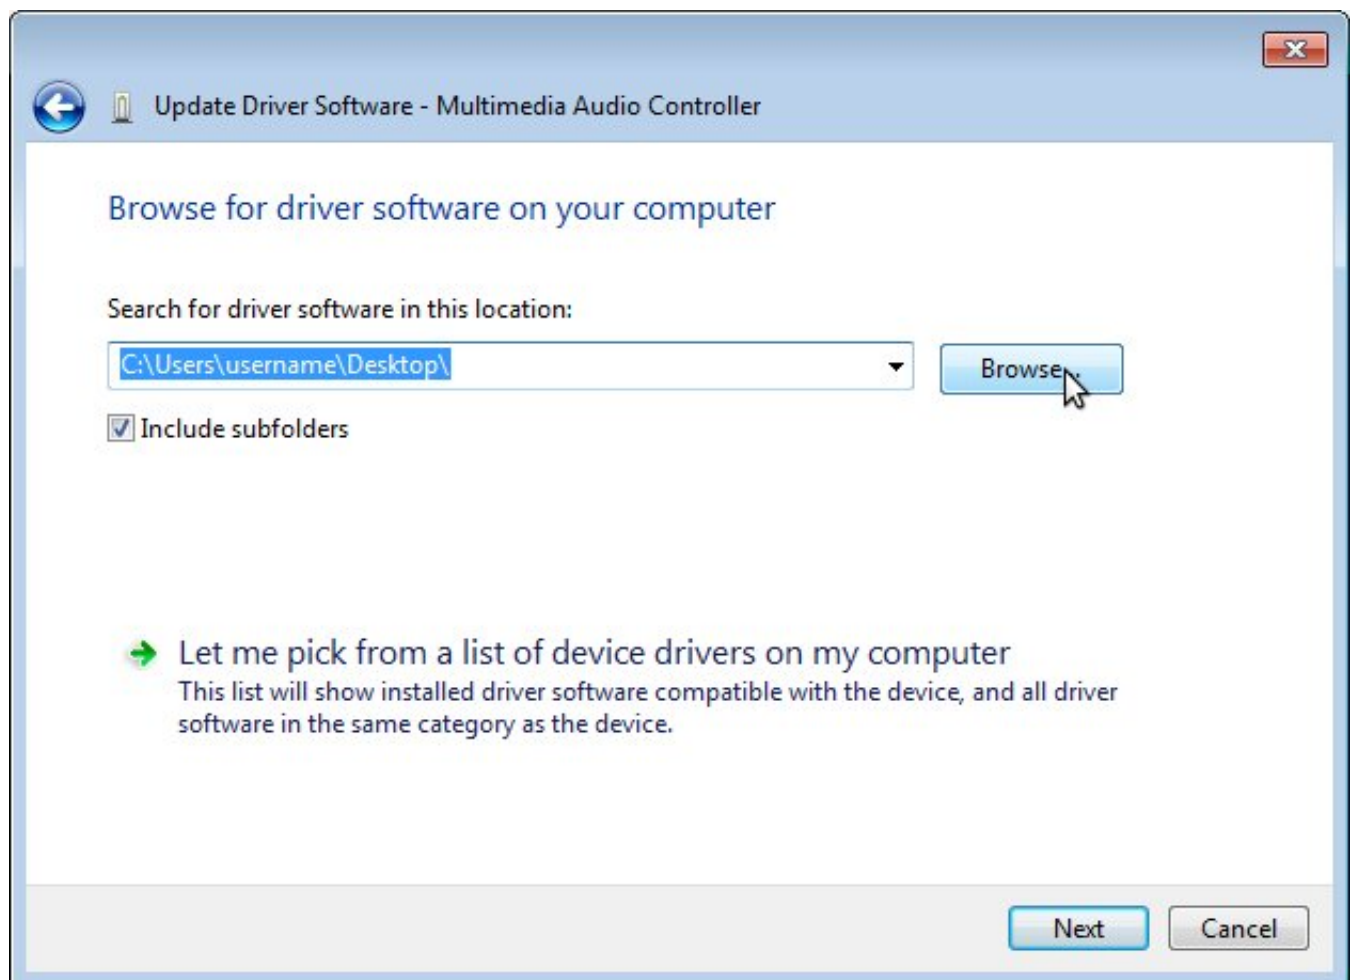 Update Driver Software - Multimedia Audio Controller
Browse for driver software on your computer
Search for driver software in this location:
C:\Users\username\Desktop\
Browse...
Include subfolders
Let me pick from a list of device drivers on my computer
This list will show installed driver software compatible with the device, and all driver
software in the same category as the device.
Next
Cancel